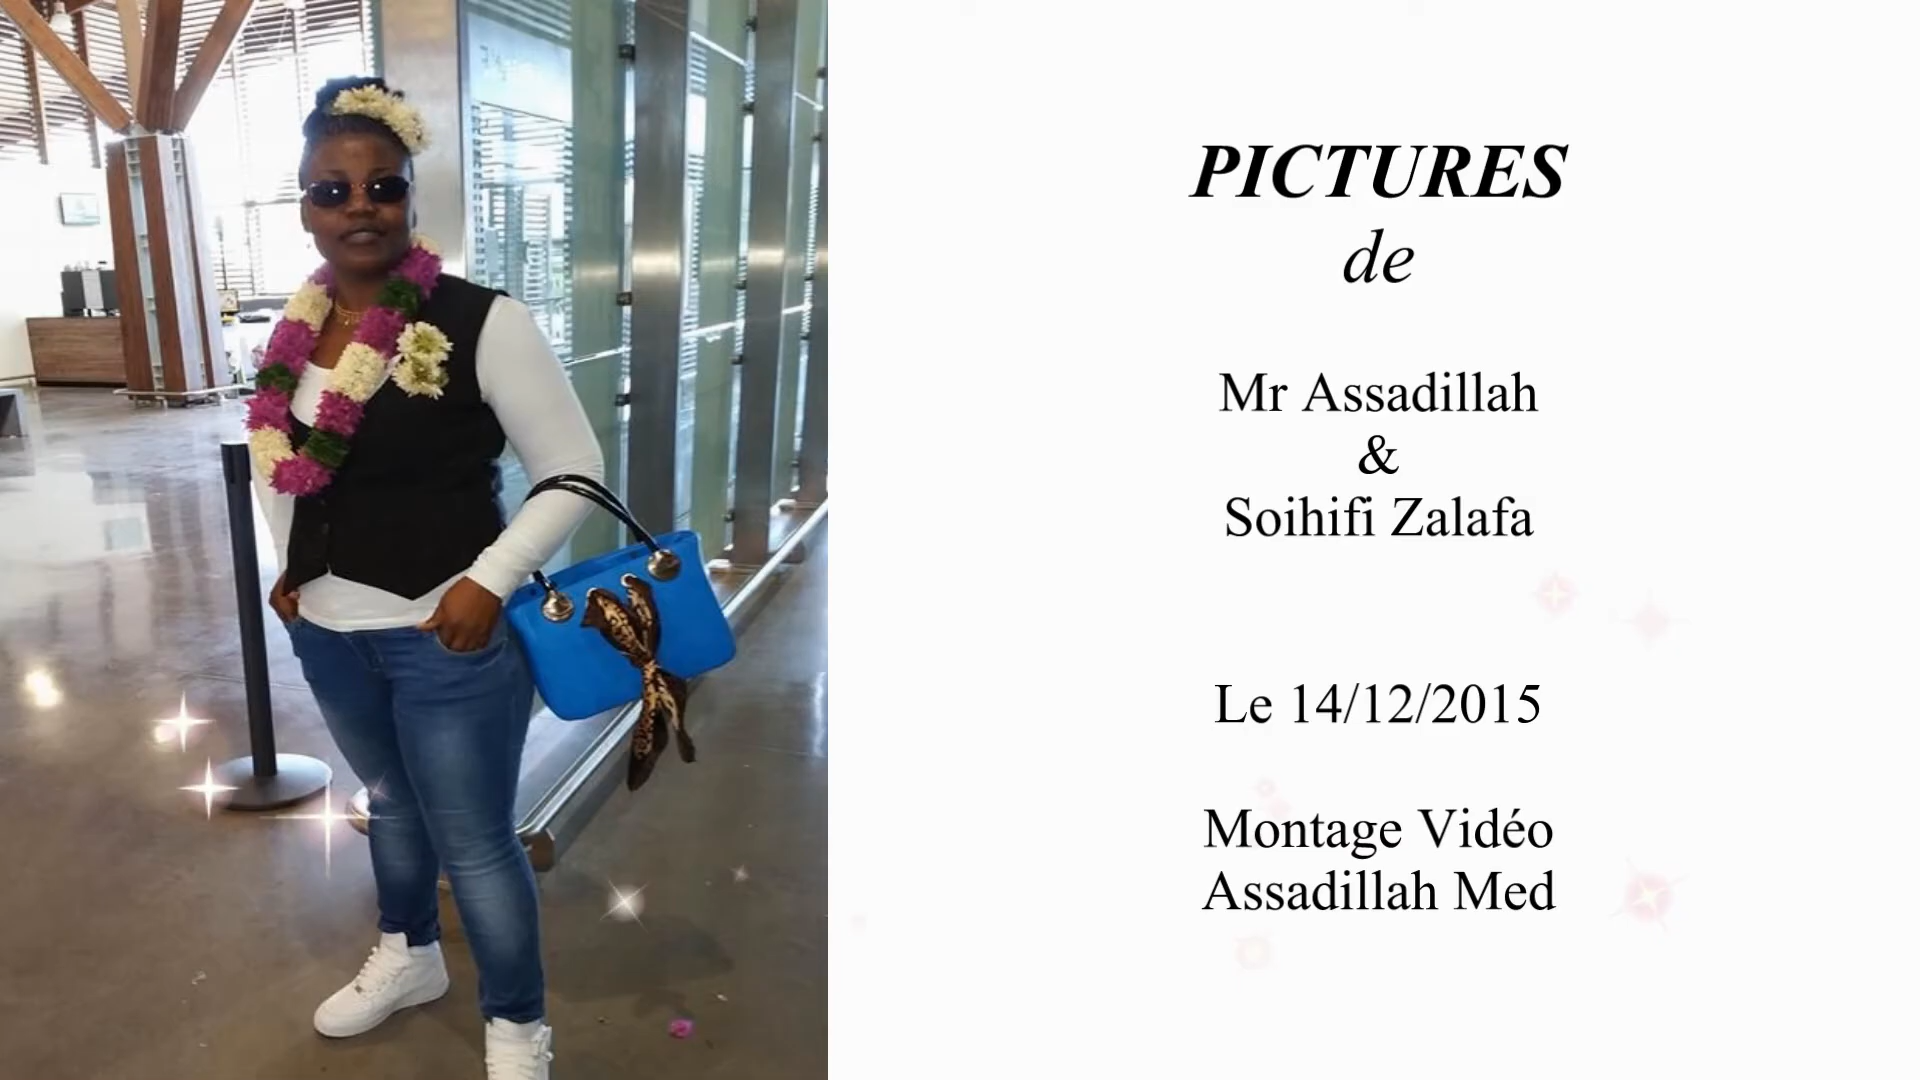 PICTURES
de
Mr Assadillah
&
Soihifi Zalafa
Le 14/12/2015
Montage Vidéo
Assadillah Med